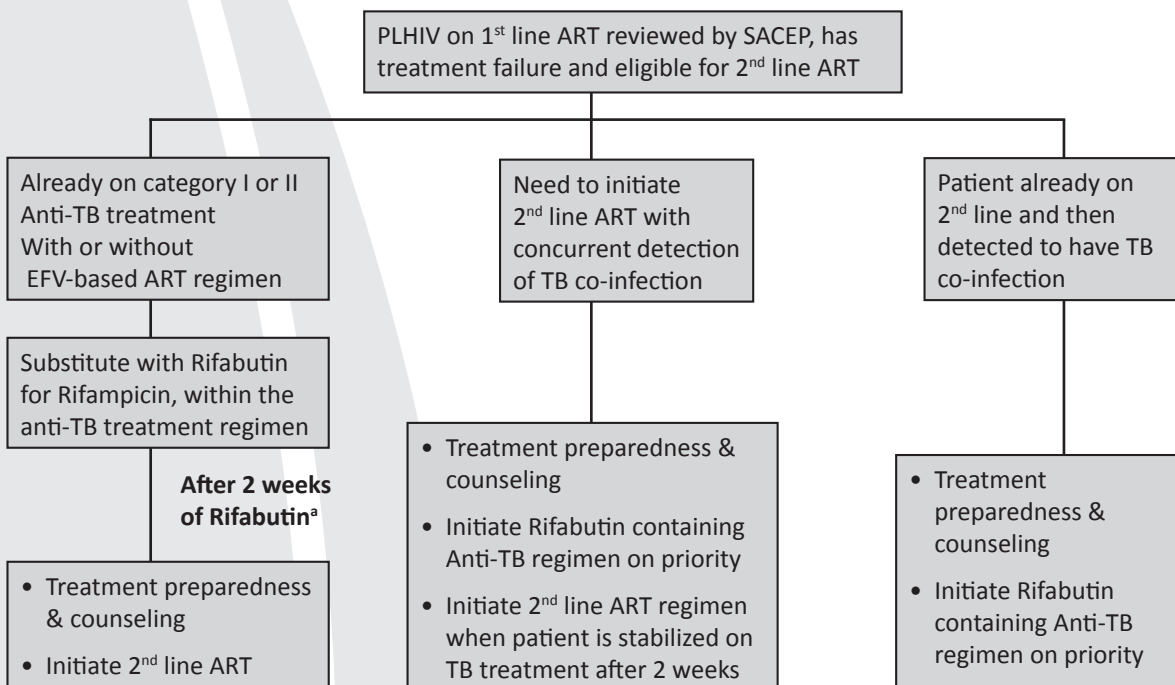 PLHIV on 1st line ART reviewed by SACEP, has
treatment failure and eligible for 2nd line ART
Already on category I or II
Anti-TB treatment
With or without
EFV-based ART regimen
Substitute with Rifabutin
for Rifampicin, within the
anti-TB treatment regimen
After 2 weeks
of Rifabutina
• Treatment preparedness
& counseling
• Initiate 2nd line ART
Need to initiate
2nd line ART with
concurrent detection
of TB co-infection
• Treatment preparedness &
counseling
• Initiate Rifabutin containing
Anti-TB regimen on priority
• Initiate 2nd line ART regimen
when patient is stabilized on
TB treatment after 2 weeks
Patient already on
2nd line and then
detected to have TB
co-infection
• Treatment
preparedness &
counseling
• Initiate Rifabutin
containing Anti-TB
regimen on priority